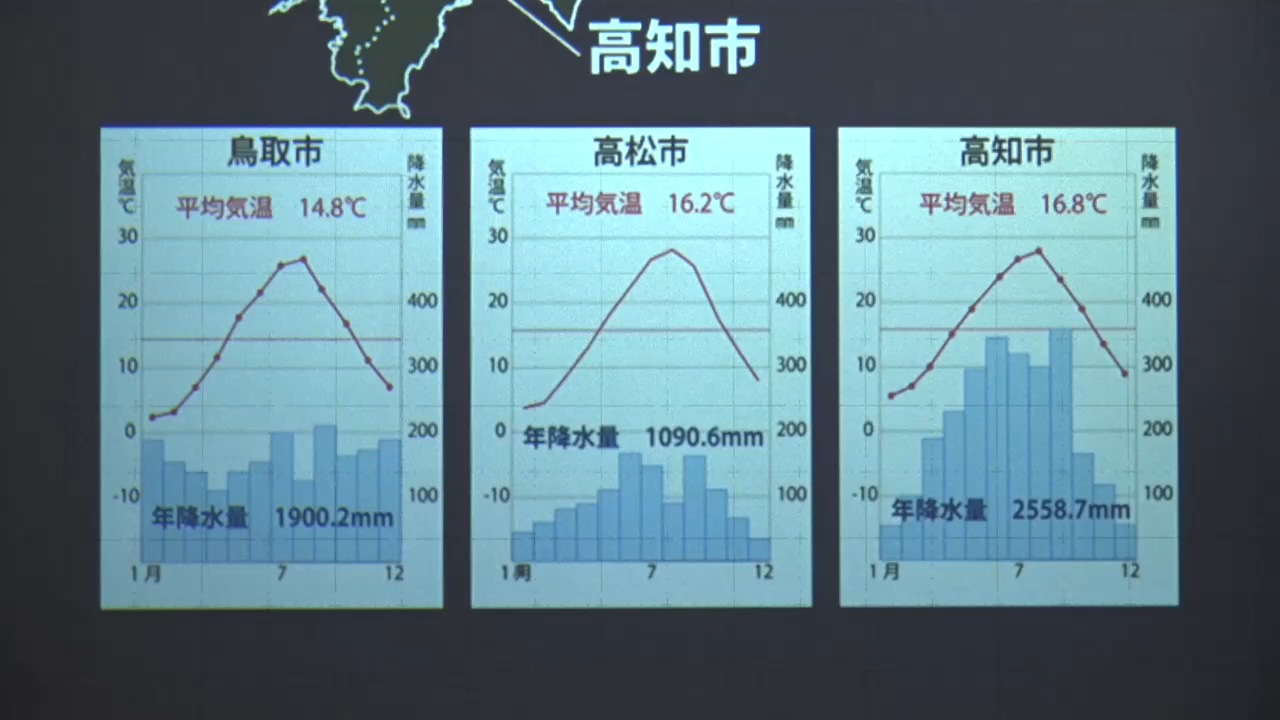 高知市
鳥取市
気温℃
降水量㎜
平均気温 14.8℃
30
20
10
0
-10
400
300
200
100
年降水量 1900.2mm
1月 7 12
高松市
気温℃
降水量㎜
平均気温 16.2℃
30
20
10
0
-10
400
300
200
100
年降水量 1090.6mm
1月 7 12
高知市
気温℃
降水量㎜
平均気温 16.8℃
30
20
10
0
-10
400
300
200
100
年降水量 2558.7mm
1月 7 12